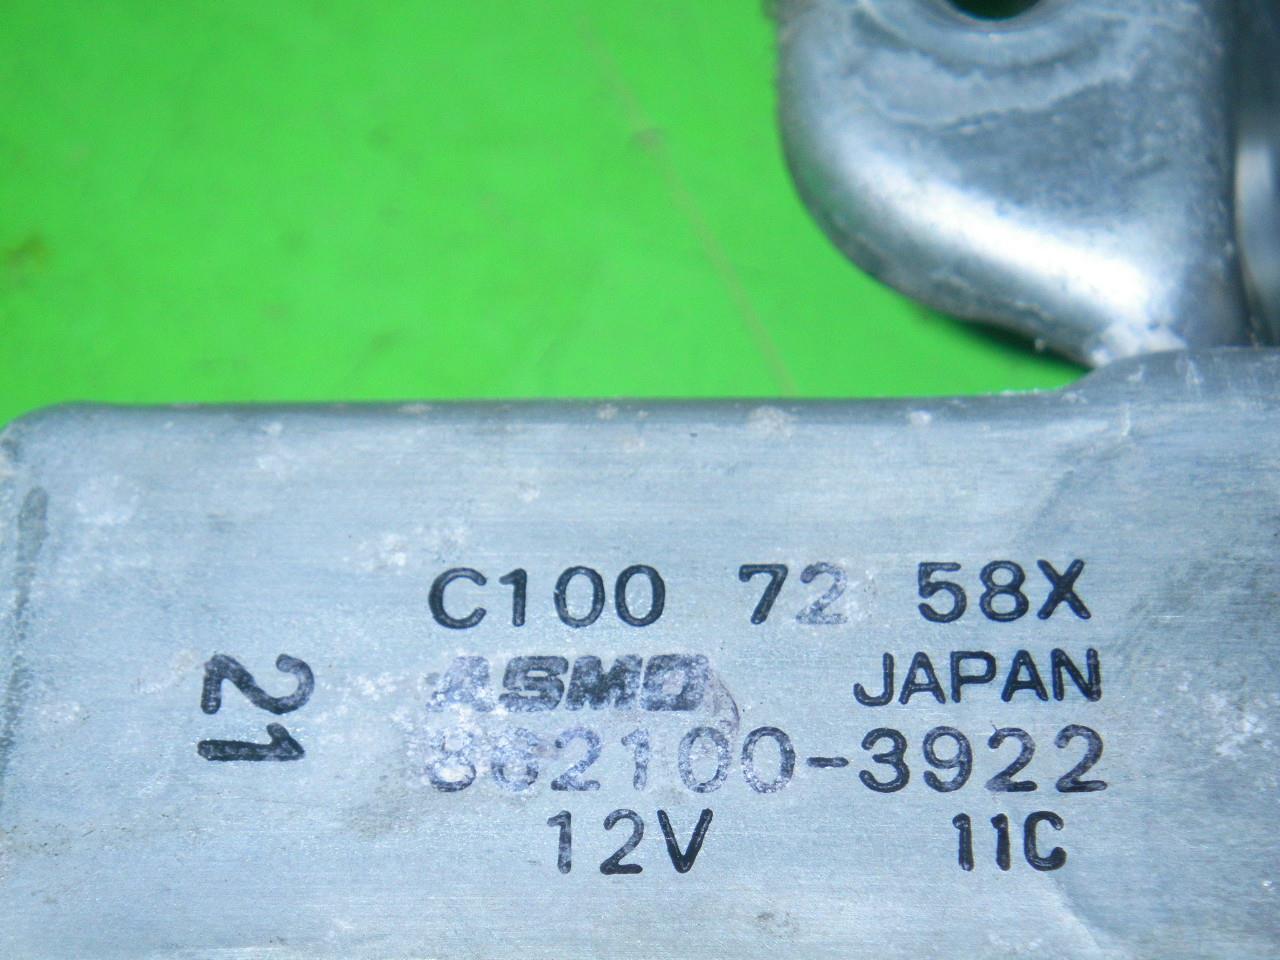 C100 72 58X
ASMO JAPAN
862100-3922
12V 11C
21